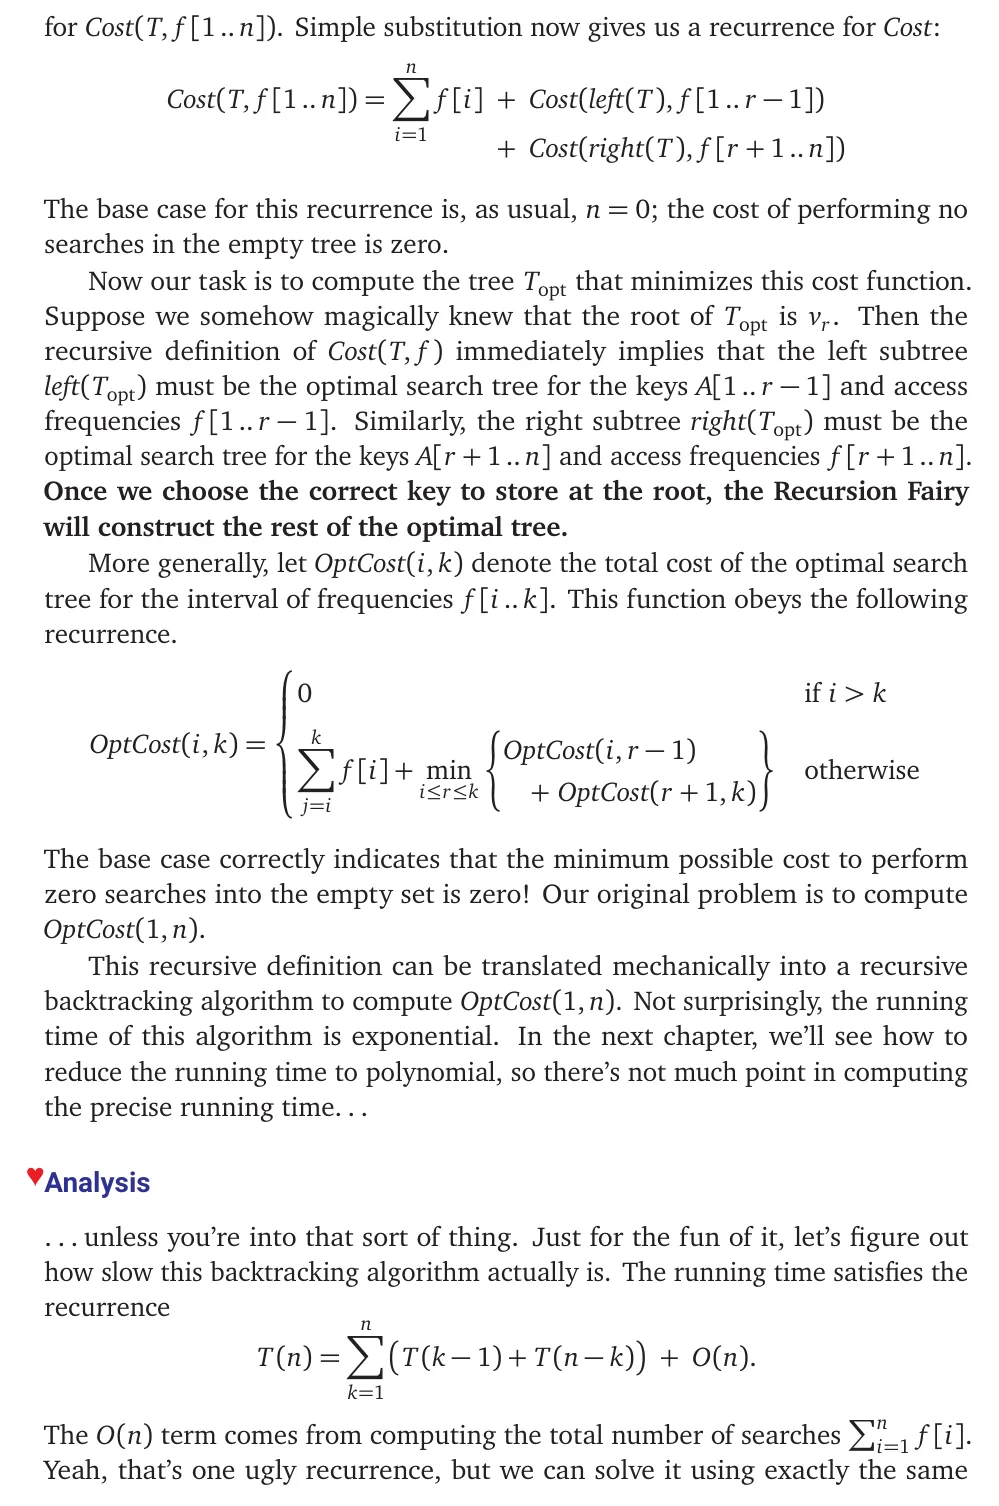 for Cost(T, f[1 .. n]). Simple substitution now gives us a recurrence for Cost:
Cost(T, f[1 .. n]) = ∑_{i=1}^{n} f[i] + Cost(left(T), f[1 .. r − 1])
+ Cost(right(T), f[r + 1 .. n])
The base case for this recurrence is, as usual, n = 0; the cost of performing no
searches in the empty tree is zero.
Now our task is to compute the tree T_opt that minimizes this cost function.
Suppose we somehow magically knew that the root of T_opt is v_r. Then the
recursive definition of Cost(T, f) immediately implies that the left subtree
left(T_opt) must be the optimal search tree for the keys A[1 .. r − 1] and access
frequencies f[1 .. r − 1]. Similarly, the right subtree right(T_opt) must be the
optimal search tree for the keys A[r + 1 .. n] and access frequencies f[r + 1 .. n].
Once we choose the correct key to store at the root, the Recursion Fairy
will construct the rest of the optimal tree.
More generally, let OptCost(i, k) denote the total cost of the optimal search
tree for the interval of frequencies f[i .. k]. This function obeys the following
recurrence.
OptCost(i, k) = { 0 if i > k
∑_{j=i}^{k} f[i] + min_{i≤r≤k} { OptCost(i, r − 1) + OptCost(r + 1, k) } otherwise
The base case correctly indicates that the minimum possible cost to perform
zero searches into the empty set is zero! Our original problem is to compute
OptCost(1, n).
This recursive definition can be translated mechanically into a recursive
backtracking algorithm to compute OptCost(1, n). Not surprisingly, the running
time of this algorithm is exponential. In the next chapter, we’ll see how to
reduce the running time to polynomial, so there’s not much point in computing
the precise running time. . .
♥Analysis
. . . unless you’re into that sort of thing. Just for the fun of it, let’s figure out
how slow this backtracking algorithm actually is. The running time satisfies the
recurrence
T(n) = ∑_{k=1}^{n} (T(k − 1) + T(n − k)) + O(n).
The O(n) term comes from computing the total number of searches ∑_{i=1}^{n} f[i].
Yeah, that’s one ugly recurrence, but we can solve it using exactly the same